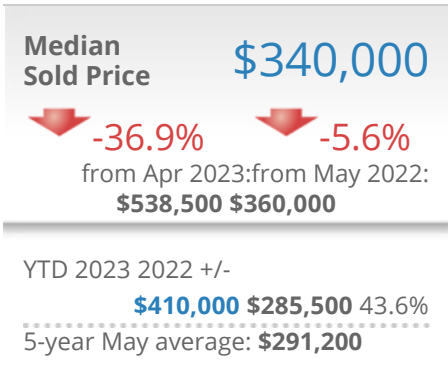 Median
Sold Price
$340,000
-36.9% -5.6%
from Apr 2023:from May 2022:
$538,500 $360,000
YTD 2023 2022 +/-
$410,000 $285,500 43.6%
5-year May average: $291,200